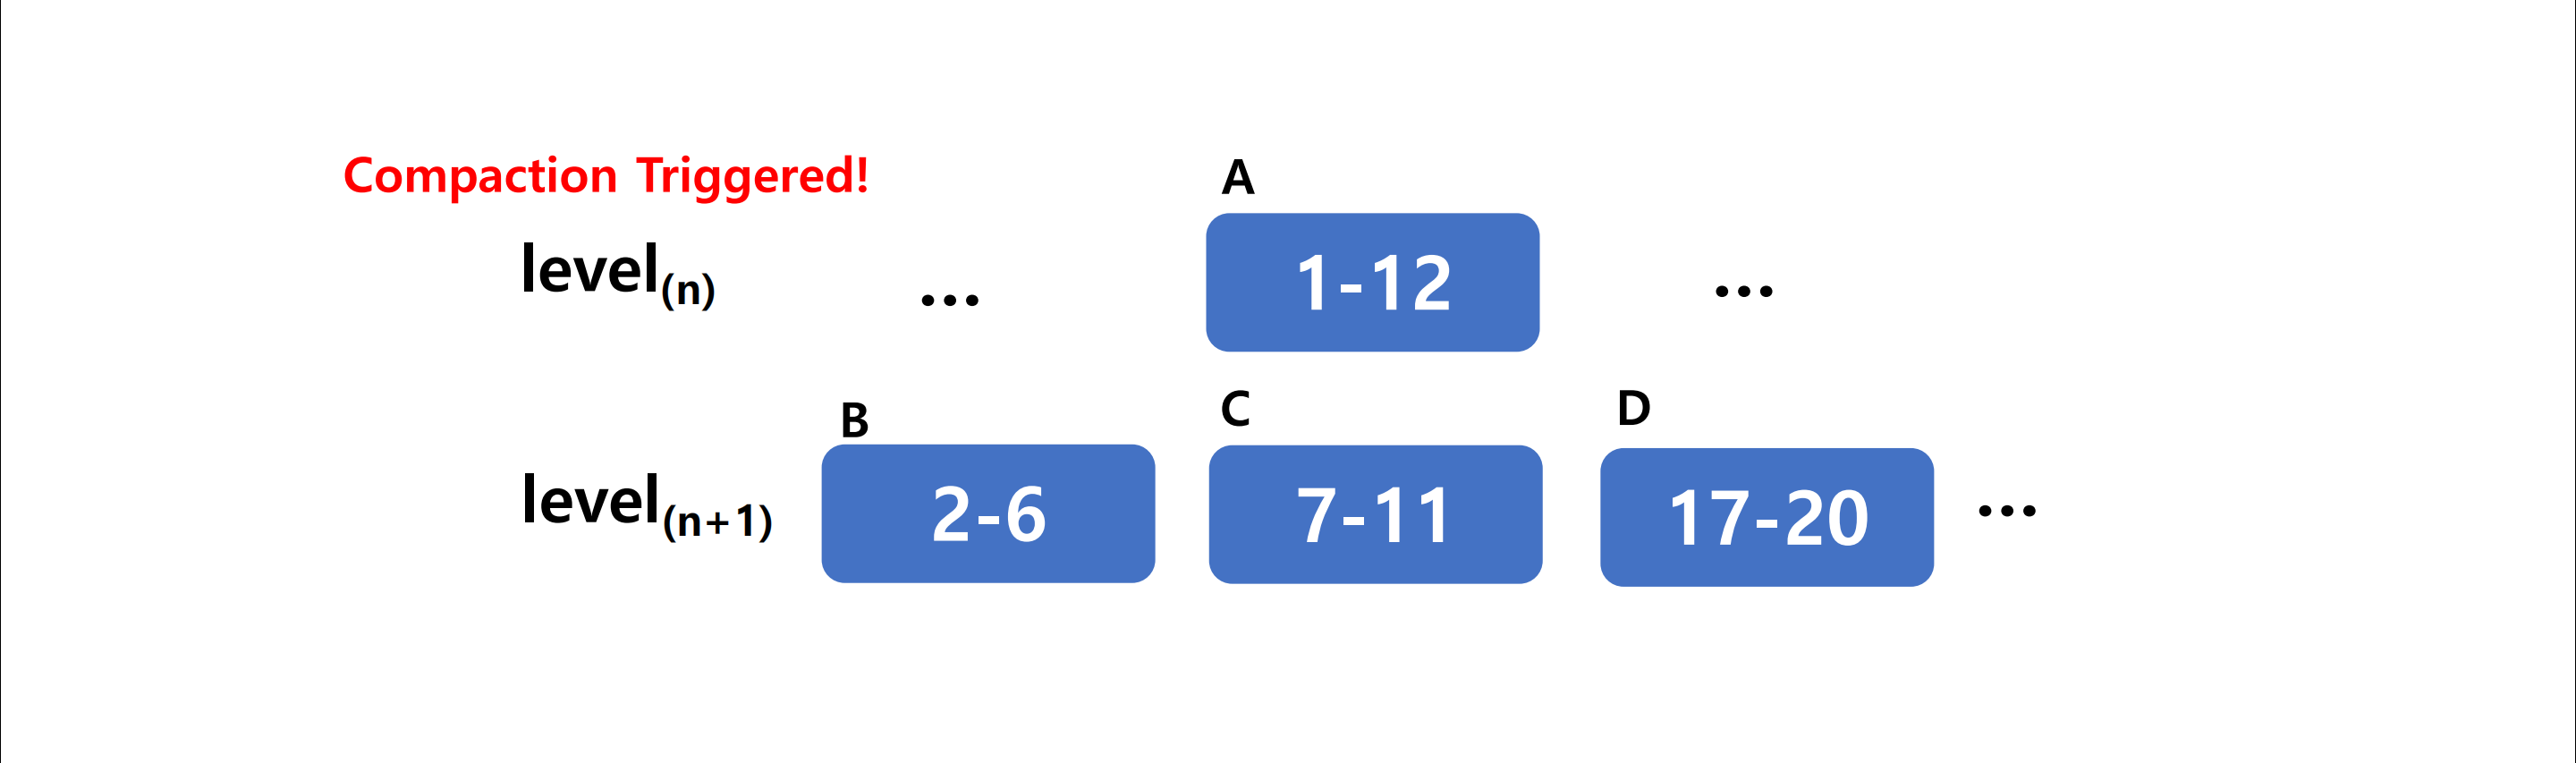 Compaction Triggered!
A
level(n) ... 1-12 ...
B C D
level(n+1) 2-6 7-11 17-20 ...